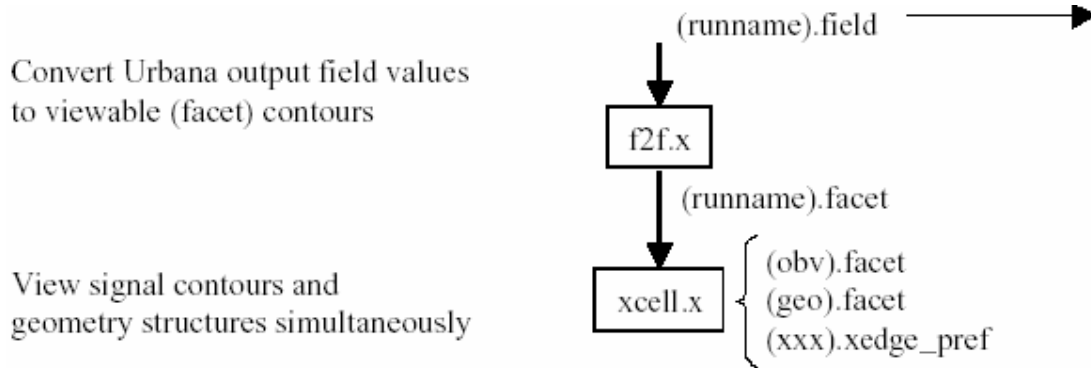 (runname).field
Convert Urbana output field values
to viewable (facet) contours
f2f.x
(runname).facet
View signal contours and
geometry structures simultaneously
xcell.x
(obv).facet
(geo).facet
(xxx).xedge_pref